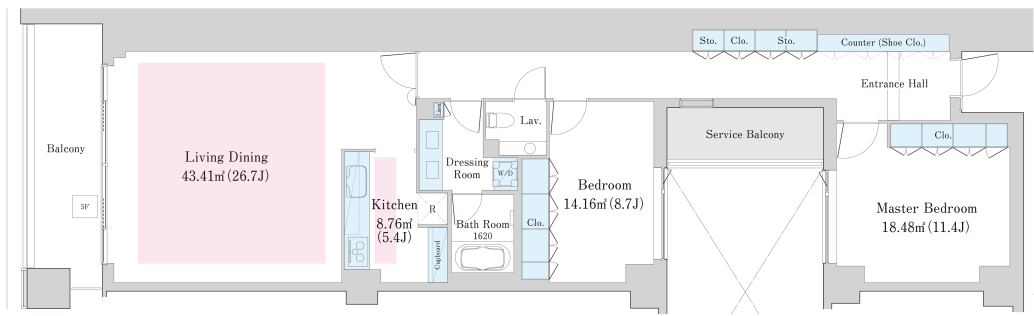 Sto.
Clo.
Sto.
Counter (Shoe Clo.)
Entrance Hall
Balcony
5F
Living Dining
43.41㎡(26.7J)
Kitchen
8.76㎡
(5.4J)
Linen
Dressing
Room
W/D
Lav.
R
Bath Room
1620
Cupboard
Clo.
Bedroom
14.16㎡(8.7J)
Service Balcony
Clo.
Master Bedroom
18.48㎡(11.4J)